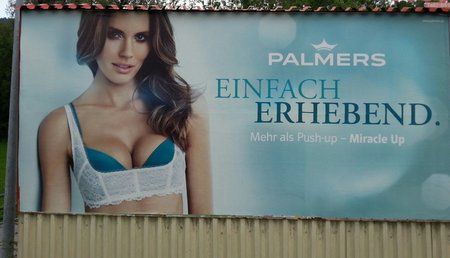 PALMERS
EINFACH
ERHEBEND.
Mehr als Push-up – Miracle Up